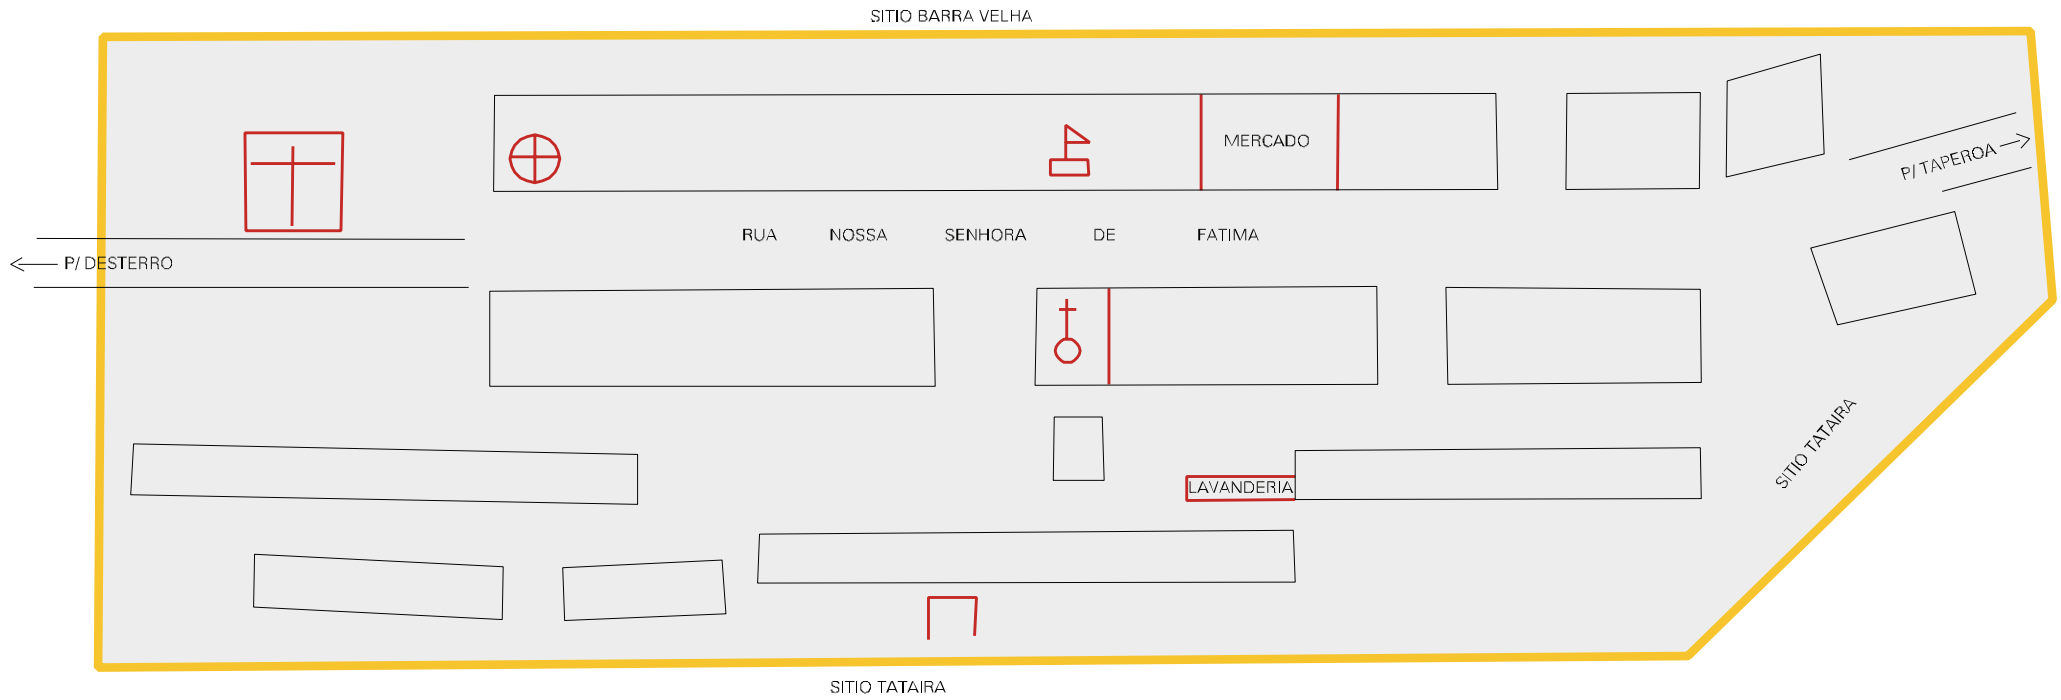 SITIO BARRA VELHA
MERCADO
P/ TAPEROA
RUA NOSSA SENHORA DE FATIMA
P/ DESTERRO
SITIO TATAIRA
LAVANDERIA
SITIO TATAIRA